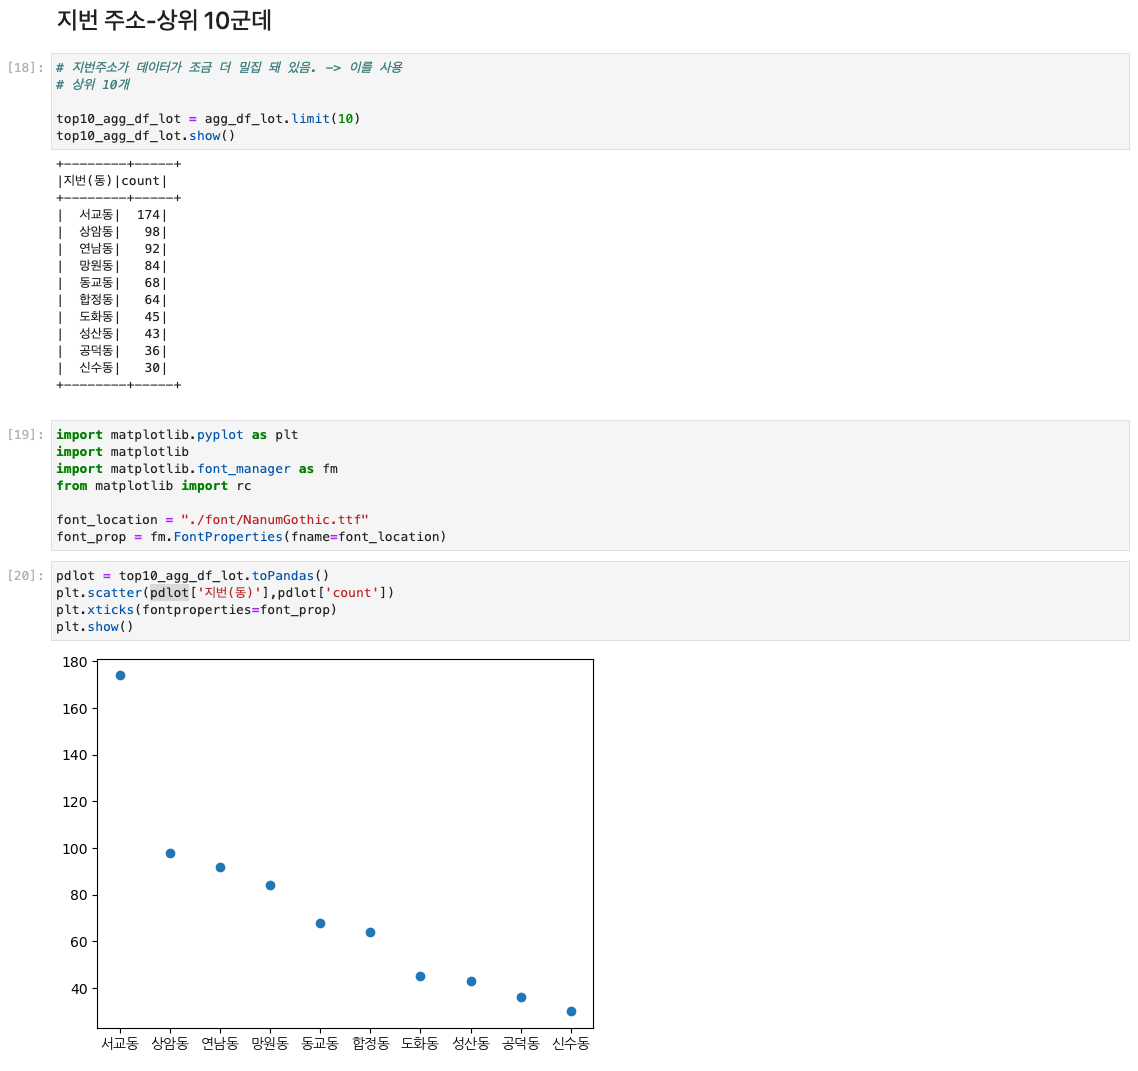 지번 주소-상위 10군데
[18]:
# 지번주소가 데이터가 조금 더 밀집 돼 있음. -> 이를 사용
# 상위 10개
top10_agg_df_lot = agg_df_lot.limit(10)
top10_agg_df_lot.show()
+--------+-----+
|지번(동)|count|
+--------+-----+
|  서교동|  174|
|  상암동|   98|
|  연남동|   92|
|  망원동|   84|
|  동교동|   68|
|  합정동|   64|
|  도화동|   45|
|  성산동|   43|
|  공덕동|   36|
|  신수동|   30|
+--------+-----+
[19]:
import matplotlib.pyplot as plt
import matplotlib
import matplotlib.font_manager as fm
from matplotlib import rc
font_location = "./font/NanumGothic.ttf"
font_prop = fm.FontProperties(fname=font_location)
[20]:
pdlot = top10_agg_df_lot.toPandas()
plt.scatter(pdlot['지번(동)'],pdlot['count'])
plt.xticks(fontproperties=font_prop)
plt.show()
180
160
140
120
100
80
60
40
서교동 상암동 연남동 망원동 동교동 합정동 도화동 성산동 공덕동 신수동